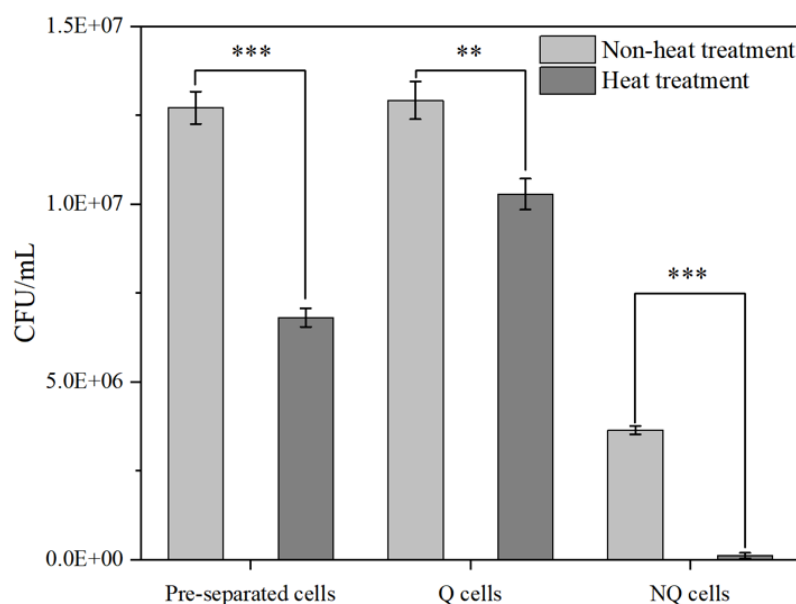 1.5E+07
1.0E+07
5.0E+06
0.0E+00
CFU/mL
***
**
***
Non-heat treatment
Heat treatment
Pre-separated cells
Q cells
NQ cells